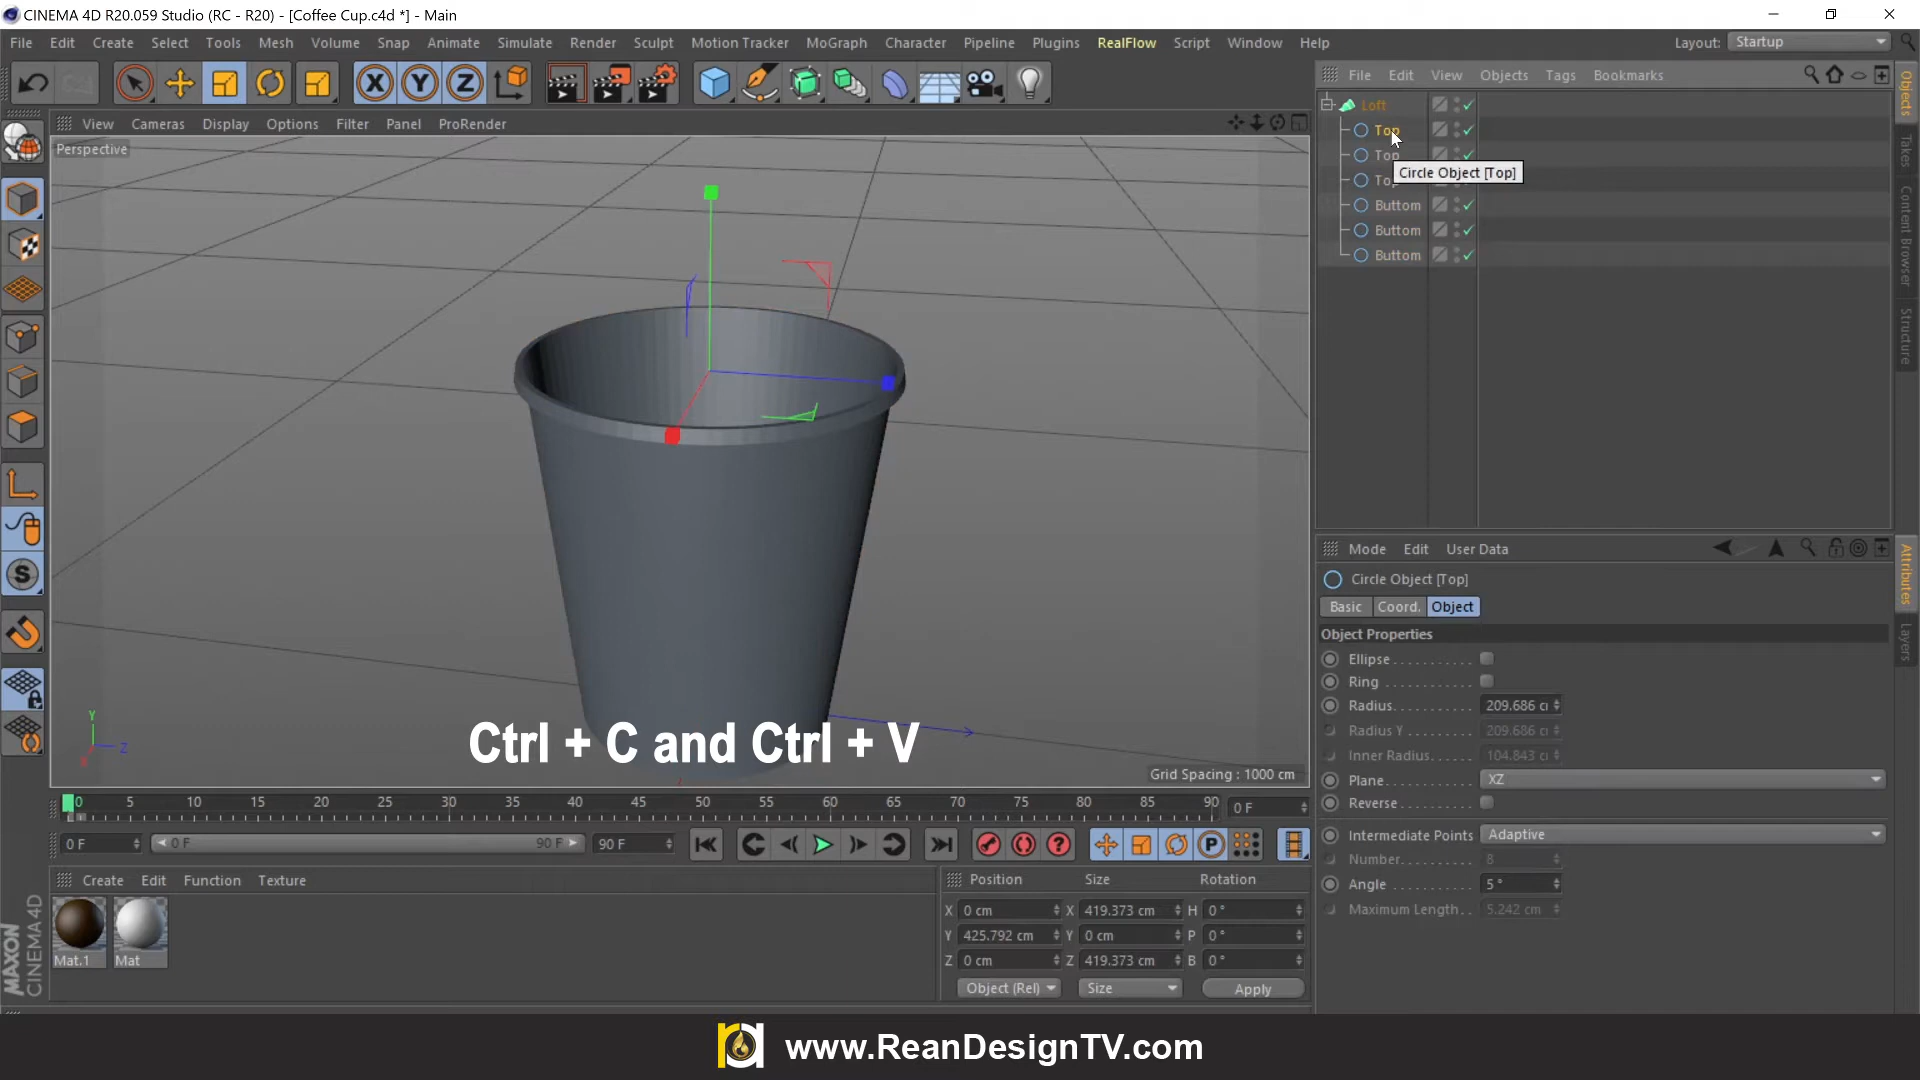 CINEMA 4D R20.059 Studio (RC - R20) - [Coffee Cup.c4d *] - Main
File Edit Create Select Tools Mesh Volume Snap Animate Simulate Render Sculpt Motion Tracker MoGraph Character Pipeline Plugins RealFlow Script Window Help Layout: Startup
X Y Z
File Edit View Objects Tags Bookmarks
View Cameras Display Options Filter Panel ProRender
Perspective
Loft
Top
Top
Circle Object [Top]
Buttom
Buttom
Buttom
Objects
Takes
Content Browser
Structure
Attributes
Layers
Mode Edit User Data
Circle Object [Top]
Basic Coord. Object
Object Properties
Ellipse
Ring
Radius 209.686 c
Radius Y 209.686 c
Inner Radius 104.843 c
Plane XZ
Reverse
Intermediate Points Adaptive
Number 8
Angle 5 °
Maximum Length 5.242 cm
S
Y
Z
X
Ctrl + C and Ctrl + V
Grid Spacing : 1000 cm
0 5 10 15 20 25 30 35 40 45 50 55 60 65 70 75 80 85 90 0 F
0 F 0 F 90 F 90 F
P
Create Edit Function Texture
Mat.1 Mat
MAXON CINEMA4D
Position Size Rotation
X 0 cm X 419.373 cm H 0 °
Y 425.792 cm Y 0 cm P 0 °
Z 0 cm Z 419.373 cm B 0 °
Object (Rel) Size Apply
www.ReanDesignTV.com